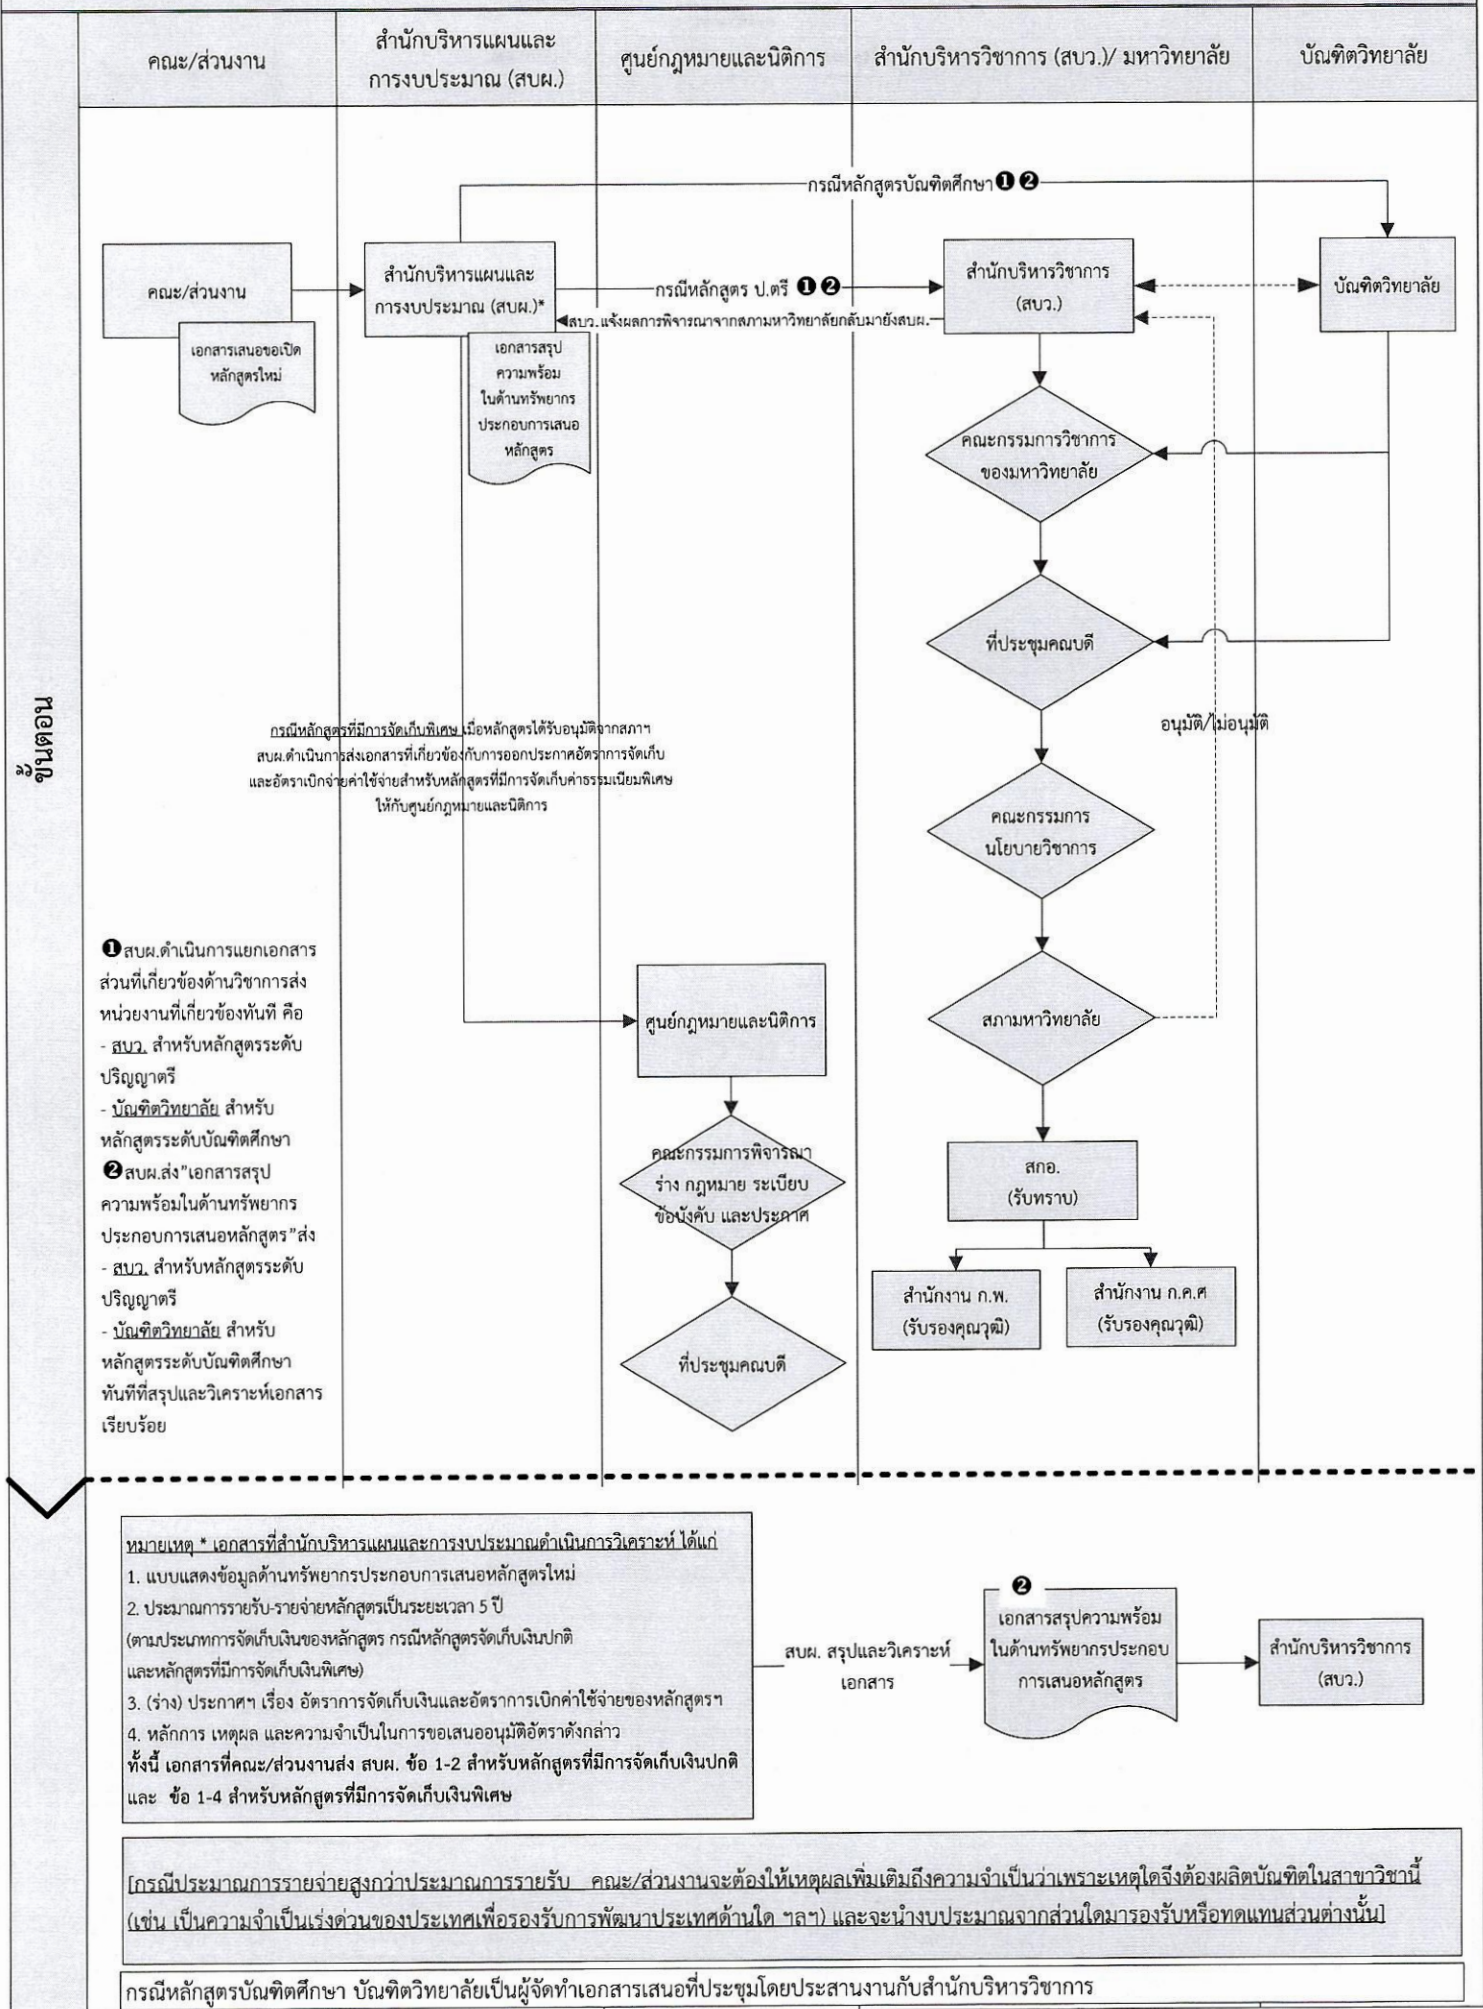 คณะ/ส่วนงาน
สำนักบริหารแผนและ
การงบประมาณ (สบผ.)
ศูนย์กฎหมายและนิติการ
สำนักบริหารวิชาการ (สบว.)/ มหาวิทยาลัย
บัณฑิตวิทยาลัย
ขั้นตอน
กรณีหลักสูตรบัณฑิตศึกษา❶❷
คณะ/ส่วนงาน
เอกสารเสนอขอเปิด
หลักสูตรใหม่
สำนักบริหารแผนและ
การงบประมาณ (สบผ.)*
เอกสารสรุป
ความพร้อม
ในด้านทรัพยากร
ประกอบการเสนอ
หลักสูตร
กรณีหลักสูตร ป.ตรี ❶❷
สบว.แจ้งผลการพิจารณาจากสภามหาวิทยาลัยกลับมายังสบผ.
สำนักบริหารวิชาการ
(สบว.)
บัณฑิตวิทยาลัย
คณะกรรมการวิชาการ
ของมหาวิทยาลัย
ที่ประชุมคณบดี
อนุมัติ/ไม่อนุมัติ
กรณีหลักสูตรที่มีการจัดเก็บพิเศษ เมื่อหลักสูตรได้รับอนุมัติจากสภาฯ
สบผ.ดำเนินการส่งเอกสารที่เกี่ยวข้องกับการออกประกาศอัตราการจัดเก็บ
และอัตราเบิกจ่ายค่าใช้จ่ายสำหรับหลักสูตรที่มีการจัดเก็บค่าธรรมเนียมพิเศษ
ให้กับศูนย์กฎหมายและนิติการ
คณะกรรมการ
นโยบายวิชาการ
สภามหาวิทยาลัย
สกอ.
(รับทราบ)
สำนักงาน ก.พ.
(รับรองคุณวุฒิ)
สำนักงาน ก.ค.ศ
(รับรองคุณวุฒิ)
ศูนย์กฎหมายและนิติการ
คณะกรรมการพิจารณา
ร่าง กฎหมาย ระเบียบ
ข้อบังคับ และประกาศ
ที่ประชุมคณบดี
❶สบผ.ดำเนินการแยกเอกสาร
ส่วนที่เกี่ยวข้องด้านวิชาการส่ง
หน่วยงานที่เกี่ยวข้องทันที คือ
- สบว. สำหรับหลักสูตรระดับ
ปริญญาตรี
- บัณฑิตวิทยาลัย สำหรับ
หลักสูตรระดับบัณฑิตศึกษา
❷สบผ.ส่ง"เอกสารสรุป
ความพร้อมในด้านทรัพยากร
ประกอบการเสนอหลักสูตร"ส่ง
- สบว. สำหรับหลักสูตรระดับ
ปริญญาตรี
- บัณฑิตวิทยาลัย สำหรับ
หลักสูตรระดับบัณฑิตศึกษา
ทันทีที่สรุปและวิเคราะห์เอกสาร
เรียบร้อย
หมายเหตุ * เอกสารที่สำนักบริหารแผนและการงบประมาณดำเนินการวิเคราะห์ ได้แก่
1. แบบแสดงข้อมูลด้านทรัพยากรประกอบการเสนอหลักสูตรใหม่
2. ประมาณการรายรับ-รายจ่ายหลักสูตรเป็นระยะเวลา 5 ปี
(ตามประเภทการจัดเก็บเงินของหลักสูตร กรณีหลักสูตรจัดเก็บเงินปกติ
และหลักสูตรที่มีการจัดเก็บเงินพิเศษ)
3. (ร่าง) ประกาศฯ เรื่อง อัตราการจัดเก็บเงินและอัตราการเบิกค่าใช้จ่ายของหลักสูตรฯ
4. หลักการ เหตุผล และความจำเป็นในการขอเสนออนุมัติอัตราดังกล่าว
ทั้งนี้ เอกสารที่คณะ/ส่วนงานส่ง สบผ. ข้อ 1-2 สำหรับหลักสูตรที่มีการจัดเก็บเงินปกติ
และ ข้อ 1-4 สำหรับหลักสูตรที่มีการจัดเก็บเงินพิเศษ
สบผ. สรุปและวิเคราะห์
เอกสาร
❷
เอกสารสรุปความพร้อม
ในด้านทรัพยากรประกอบ
การเสนอหลักสูตร
สำนักบริหารวิชาการ
(สบว.)
[กรณีประมาณการรายจ่ายสูงกว่าประมาณการรายรับ คณะ/ส่วนงานจะต้องให้เหตุผลเพิ่มเติมถึงความจำเป็นว่าเพราะเหตุใดจึงต้องผลิตบัณฑิตในสาขาวิชานี้
(เช่น เป็นความจำเป็นเร่งด่วนของประเทศเพื่อรองรับการพัฒนาประเทศด้านใด ฯลฯ) และจะนำงบประมาณจากส่วนใดมารองรับหรือทดแทนส่วนต่างนั้น]
กรณีหลักสูตรบัณฑิตศึกษา บัณฑิตวิทยาลัยเป็นผู้จัดทำเอกสารเสนอที่ประชุมโดยประสานงานกับสำนักบริหารวิชาการ